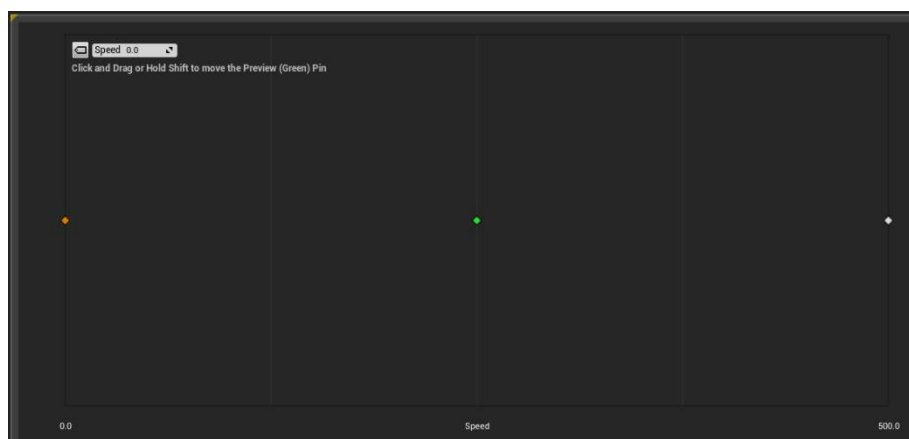 Speed 0.0
Click and Drag or Hold Shift to move the Preview (Green) Pin
0.0 Speed 500.0